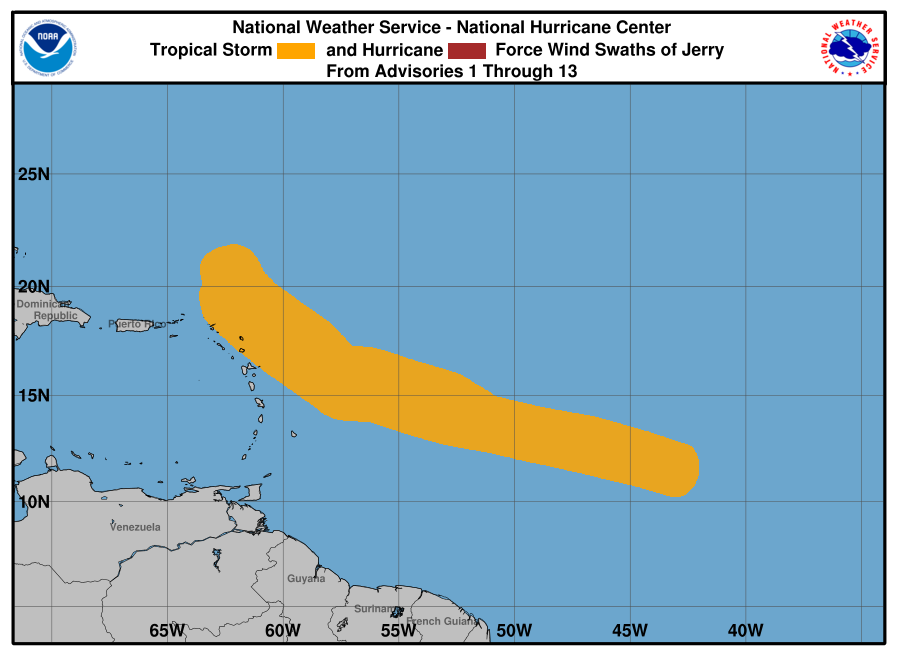 National Weather Service - National Hurricane Center
Tropical Storm and Hurricane Force Wind Swaths of Jerry
From Advisories 1 Through 13
NOAA
NATIONAL WEATHER SERVICE
25N
20N
Dominican
Republic
Puerto Rico
15N
10N
Venezuela
Guyana
Suriname
French Guiana
65W 60W 55W 50W 45W 40W